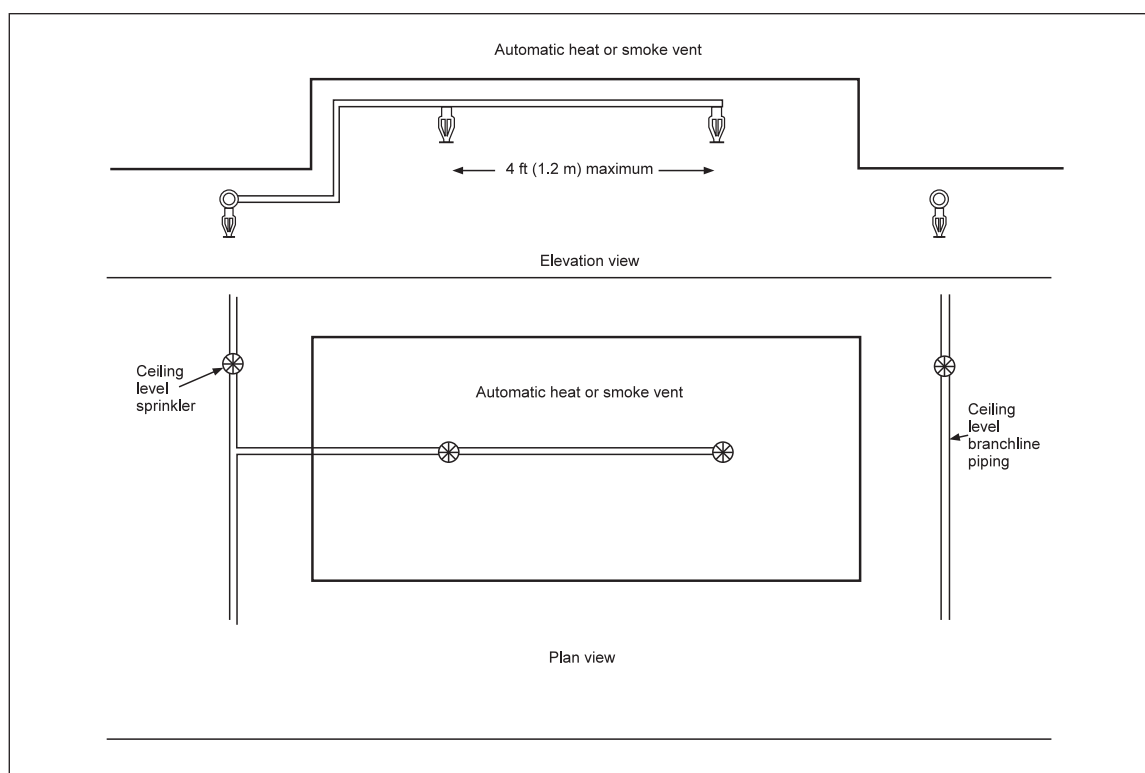 Automatic heat or smoke vent
4 ft (1.2 m) maximum
Elevation view
Ceiling
level
sprinkler
Automatic heat or smoke vent
Ceiling
level
branchline
piping
Plan view